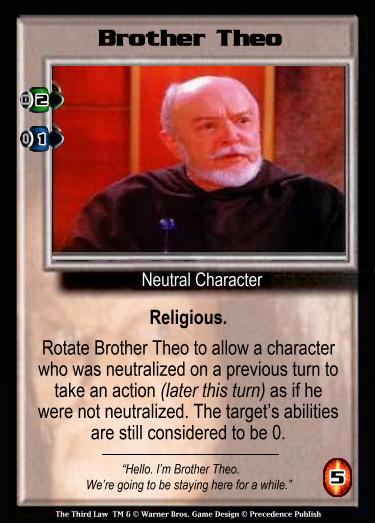 Brother Theo
2
1
Neutral Character
Religious.
Rotate Brother Theo to allow a character
who was neutralized on a previous turn to
take an action (later this turn) as if he
were not neutralized. The target's abilities
are still considered to be 0.
"Hello. I'm Brother Theo.
We're going to be staying here for a while."
5
The Third Law TM & © Warner Bros. Game Design © Precedence Publish